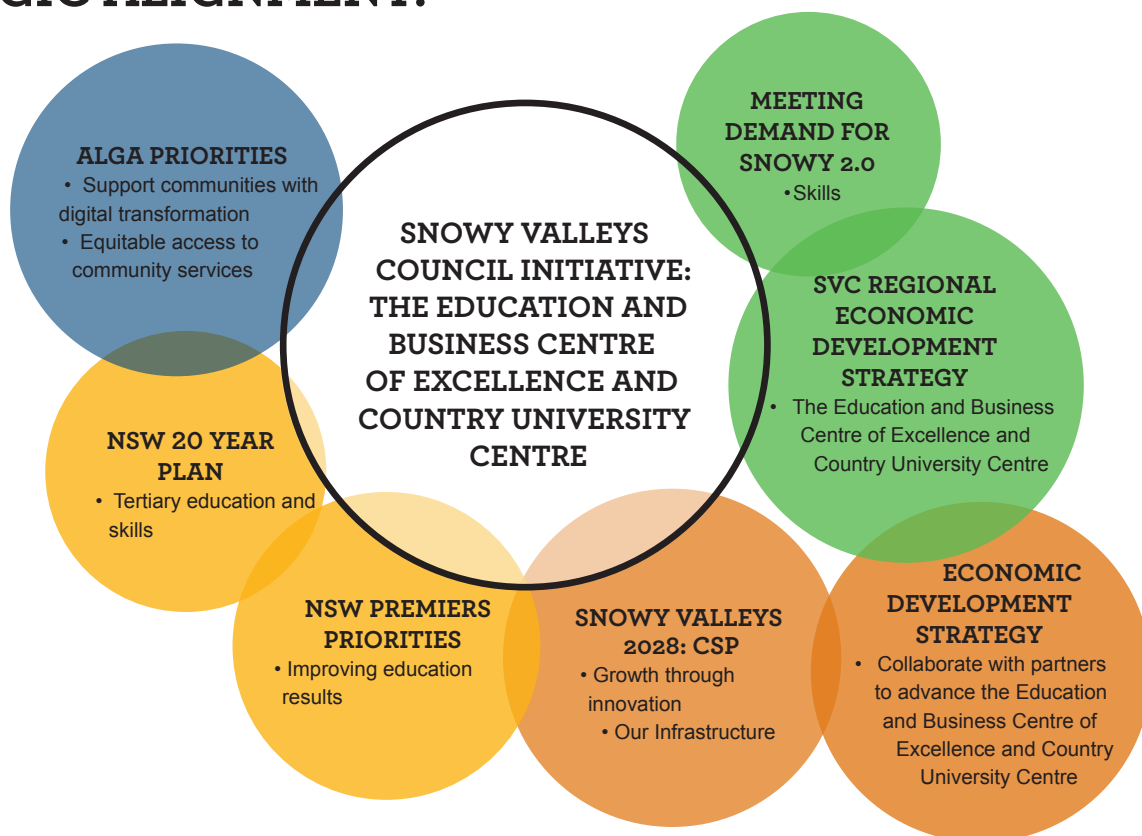 GIC ALIGNMENT:
ALGA PRIORITIES
• Support communities with
digital transformation
• Equitable access to
community services
SNOWY VALLEYS
COUNCIL INITIATIVE:
THE EDUCATION AND
BUSINESS CENTRE
OF EXCELLENCE AND
COUNTRY UNIVERSITY
CENTRE
MEETING
DEMAND FOR
SNOWY 2.0
• Skills
SVC REGIONAL
ECONOMIC
DEVELOPMENT
STRATEGY
• The Education and Business
Centre of Excellence and
Country University Centre
NSW 20 YEAR
PLAN
• Tertiary education and
skills
NSW PREMIERS
PRIORITIES
• Improving education
results
SNOWY VALLEYS
2028: CSP
• Growth through
innovation
• Our Infrastructure
ECONOMIC
DEVELOPMENT
STRATEGY
• Collaborate with partners
to advance the Education
and Business Centre of
Excellence and Country
University Centre